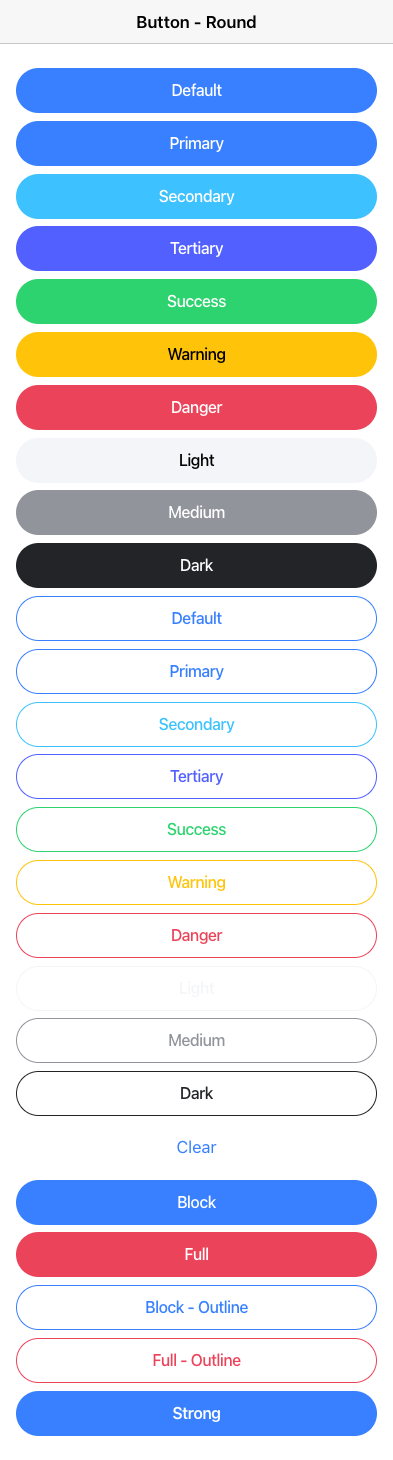 Button - Round
Default
Primary
Secondary
Tertiary
Success
Warning
Danger
Light
Medium
Dark
Default
Primary
Secondary
Tertiary
Success
Warning
Danger
Light
Medium
Dark
Clear
Block
Full
Block - Outline
Full - Outline
Strong